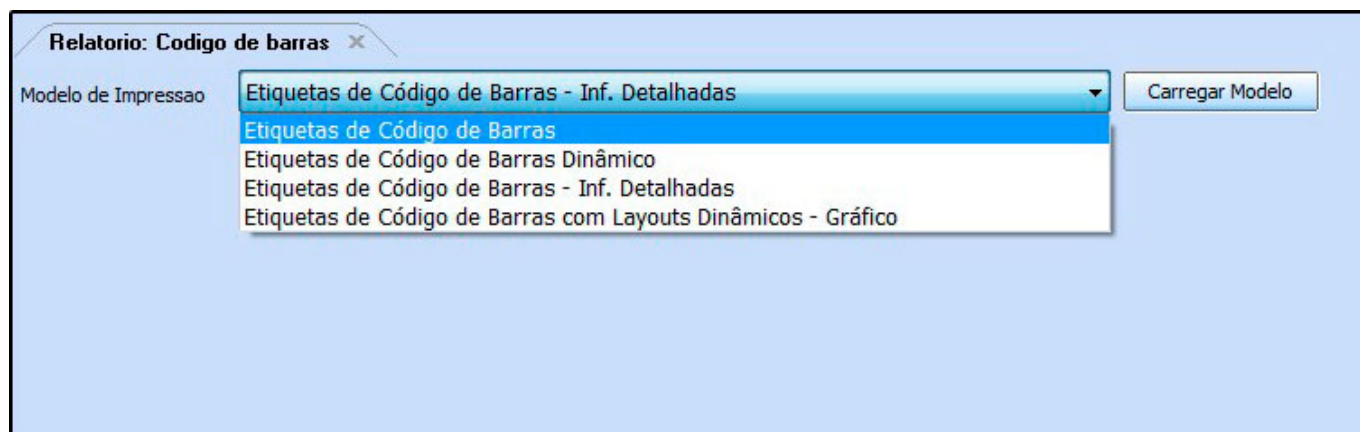 Relatorio: Codigo de barras
Modelo de Impressao Etiquetas de Código de Barras - Inf. Detalhadas Carregar Modelo
Etiquetas de Código de Barras
Etiquetas de Código de Barras Dinâmico
Etiquetas de Código de Barras - Inf. Detalhadas
Etiquetas de Código de Barras com Layouts Dinâmicos - Gráfico